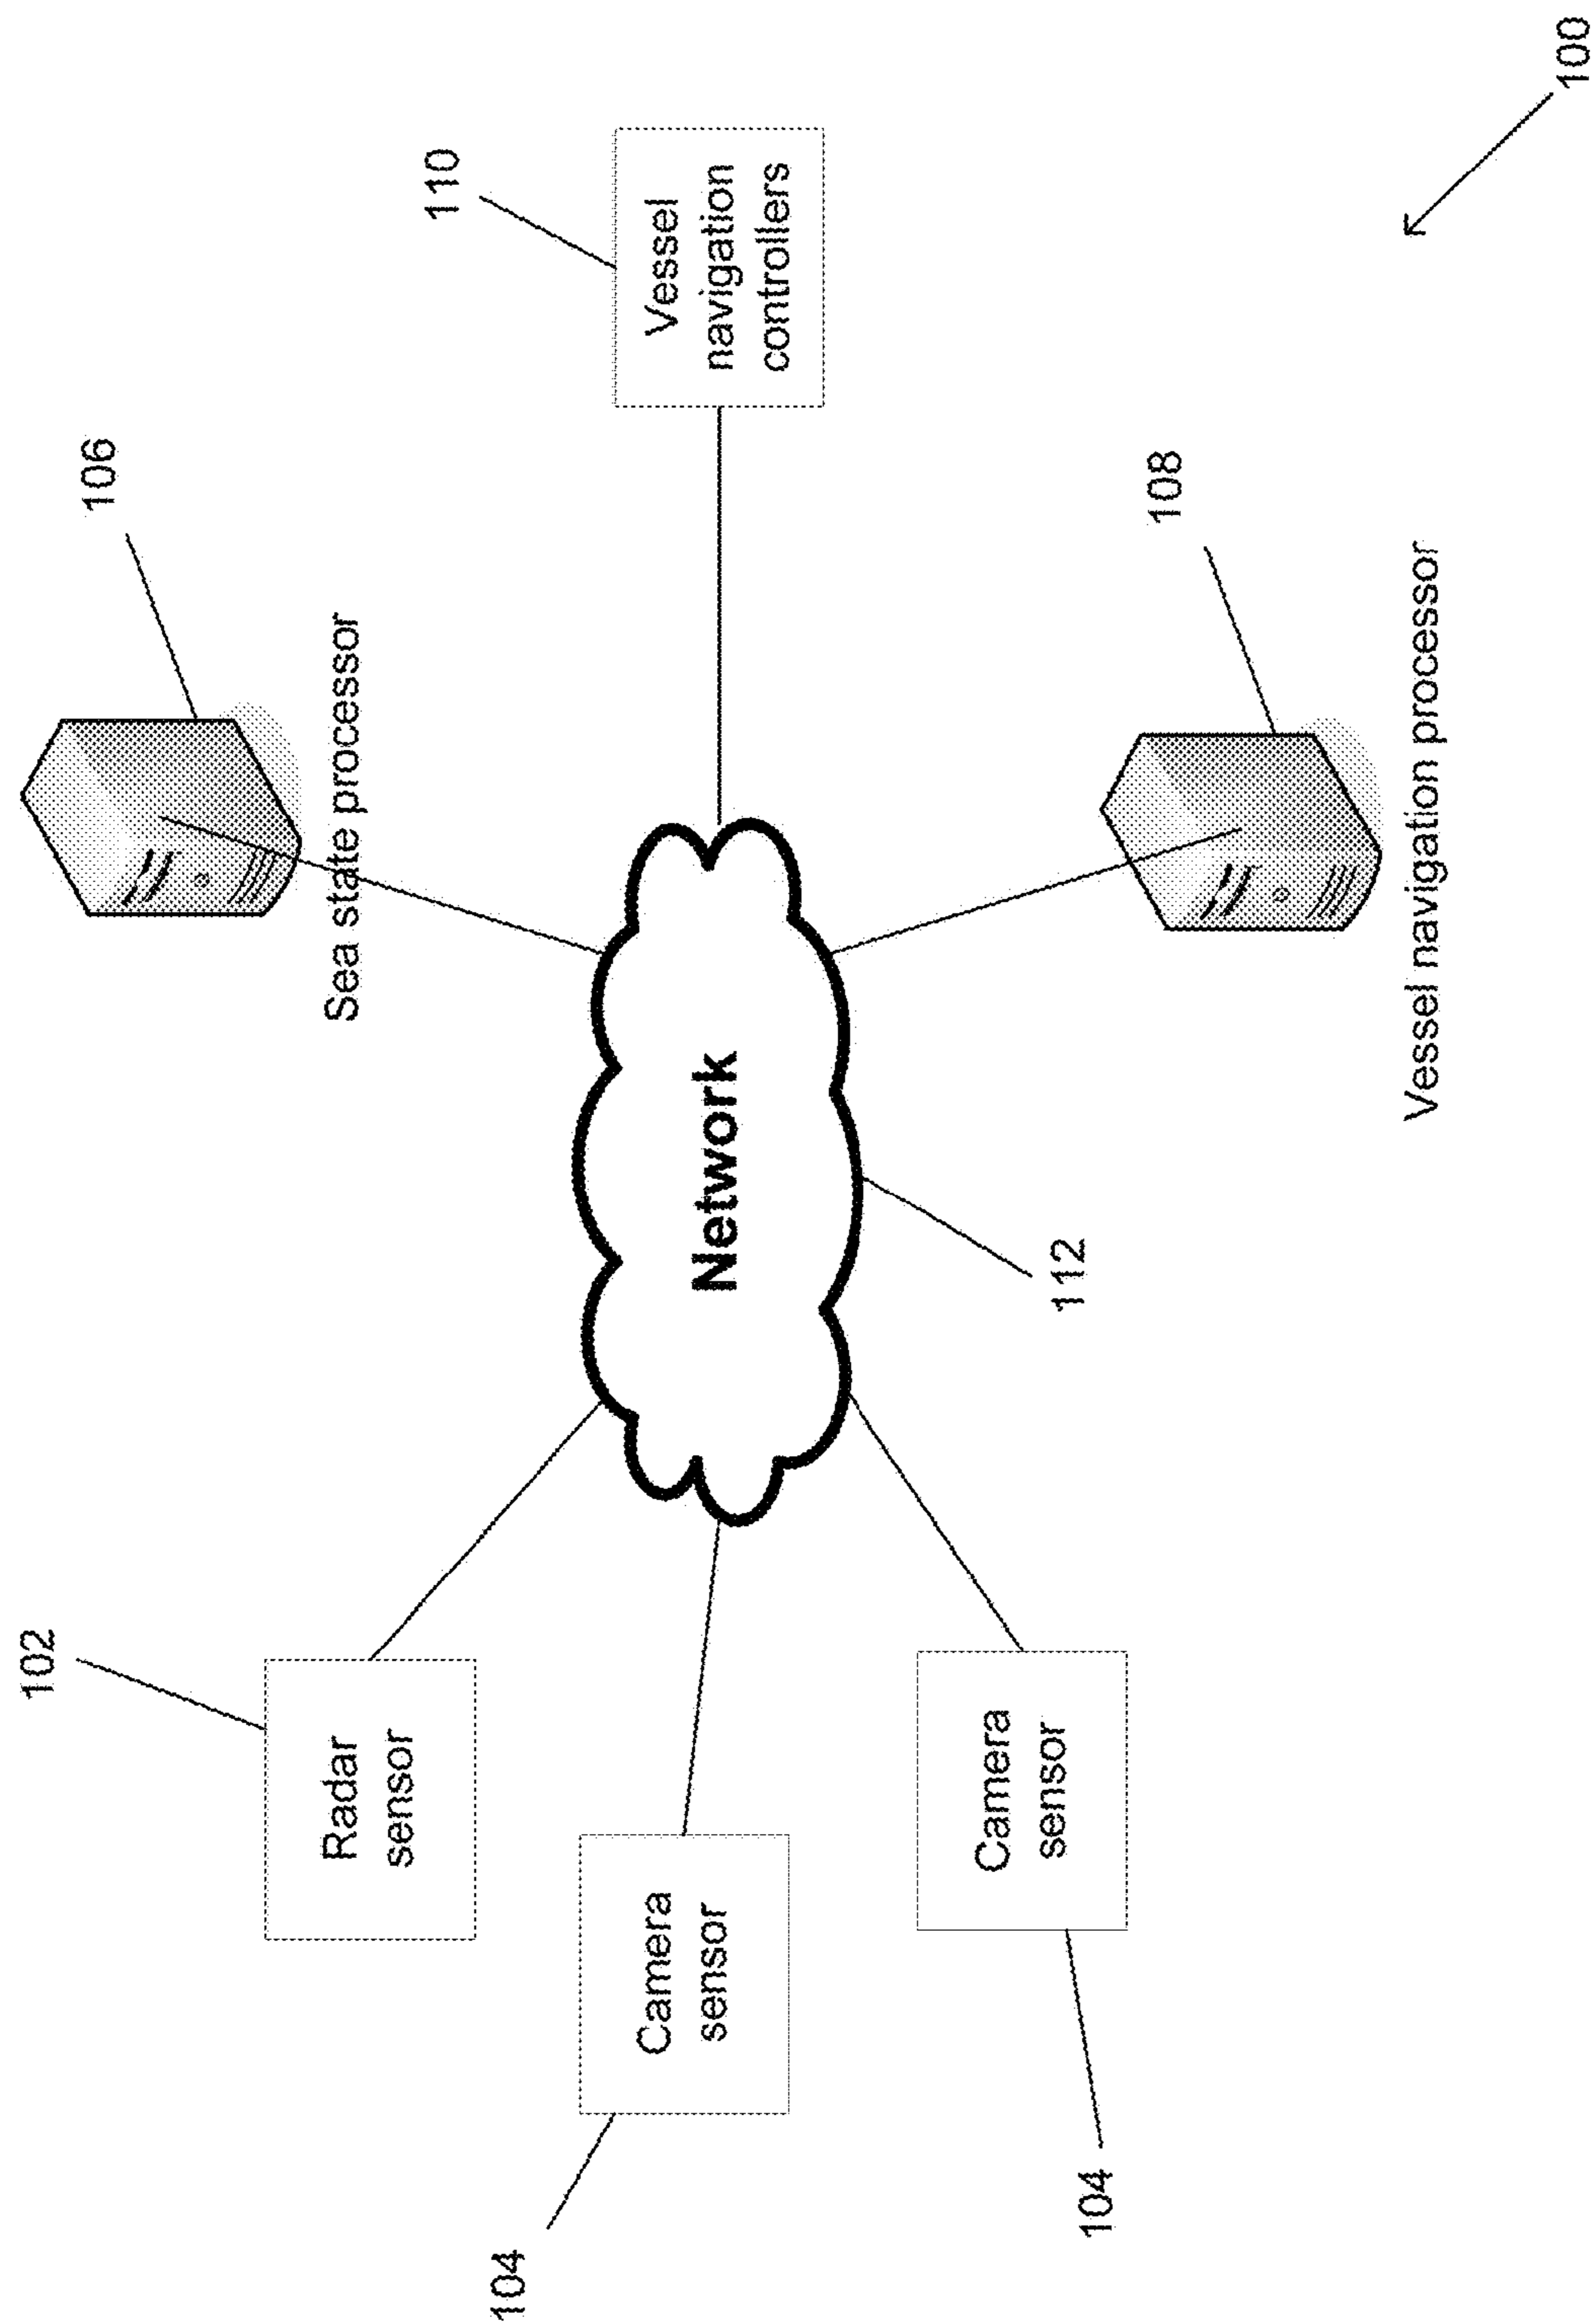 102
Radar
sensor
106
Sea state processor
104
Camera
sensor
Network
110
Vessel
navigation
controllers
112
104
Camera
sensor
108
Vessel navigation processor
100